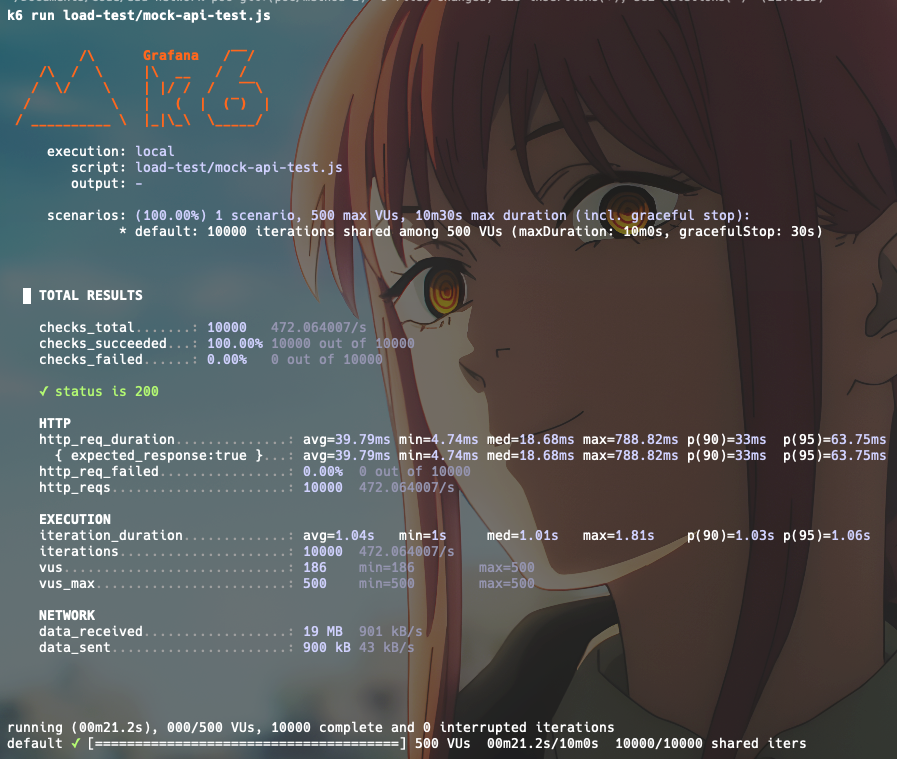 k6 run load-test/mock-api-test.js
Grafana
execution: local
script: load-test/mock-api-test.js
output: -
scenarios: (100.00%) 1 scenario, 500 max VUs, 10m30s max duration (incl. graceful stop):
* default: 10000 iterations shared among 500 VUs (maxDuration: 10m0s, gracefulStop: 30s)
█ TOTAL RESULTS
checks_total.......: 10000   472.064007/s
checks_succeeded...: 100.00% 10000 out of 10000
checks_failed......: 0.00%   0 out of 10000
✓ status is 200
HTTP
http_req_duration..............: avg=39.79ms min=4.74ms med=18.68ms max=788.82ms p(90)=33ms  p(95)=63.75ms
{ expected_response:true }...: avg=39.79ms min=4.74ms med=18.68ms max=788.82ms p(90)=33ms  p(95)=63.75ms
http_req_failed................: 0.00%  0 out of 10000
http_reqs......................: 10000  472.064007/s
EXECUTION
iteration_duration.............: avg=1.04s   min=1s     med=1.01s   max=1.81s    p(90)=1.03s p(95)=1.06s
iterations.....................: 10000  472.064007/s
vus............................: 186    min=186       max=500
vus_max........................: 500    min=500       max=500
NETWORK
data_received..................: 19 MB  901 kB/s
data_sent......................: 900 kB 43 kB/s
running (00m21.2s), 000/500 VUs, 10000 complete and 0 interrupted iterations
default ✓ [======================================] 500 VUs  00m21.2s/10m0s  10000/10000 shared iters